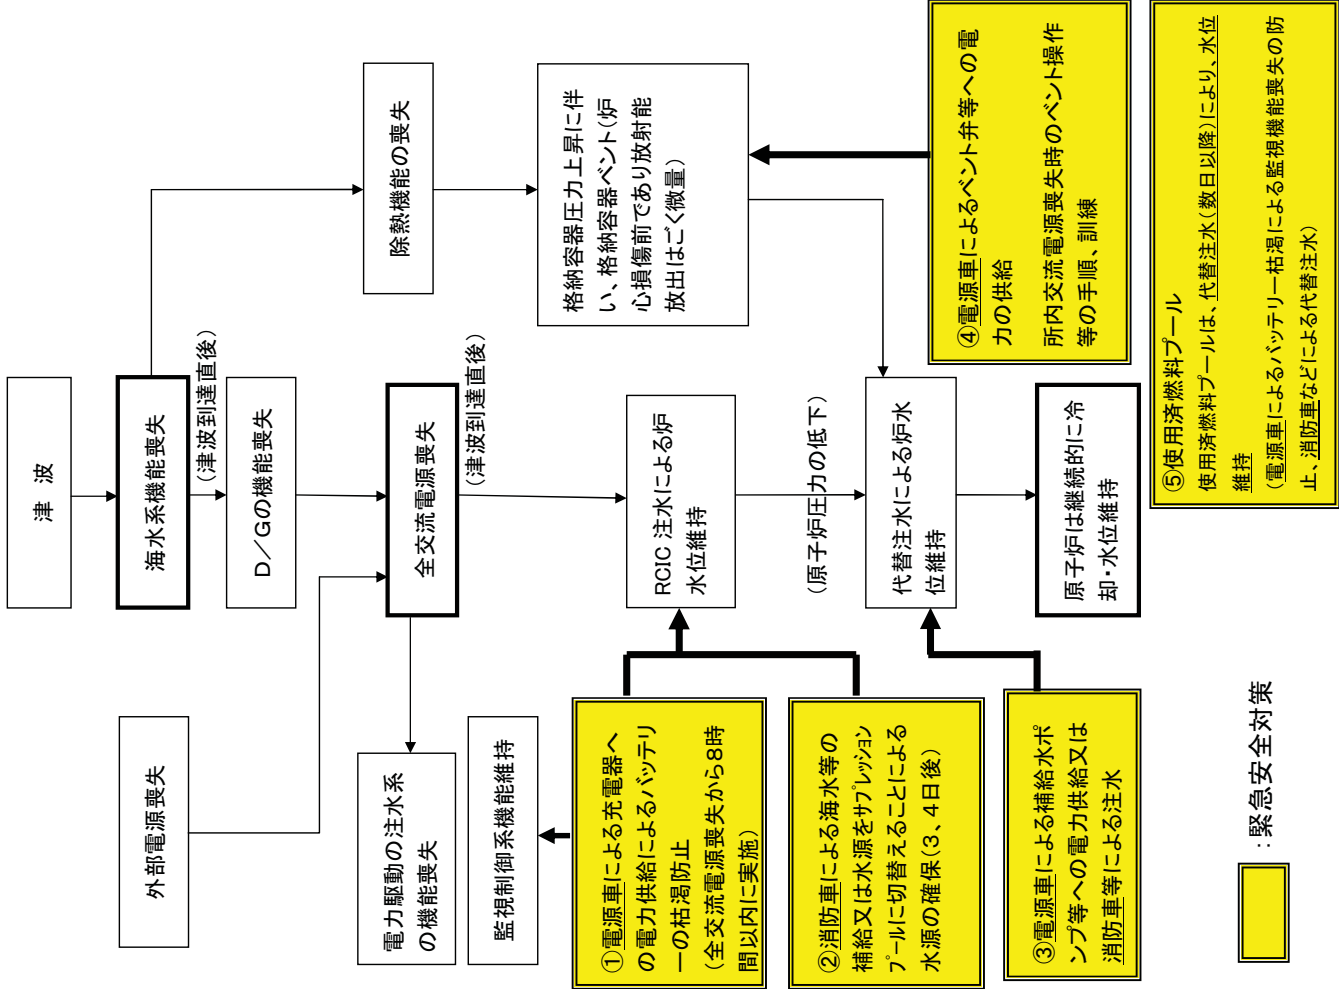 津　波
海水系機能喪失
(津波到達直後)
D／Gの機能喪失
外部電源喪失
全交流電源喪失
(津波到達直後)
電力駆動の注水系
の機能喪失
監視制御系機能維持
除熱機能の喪失
格納容器圧力上昇に伴
い、格納容器ベント(炉
心損傷前であり放射能
放出はごく微量)
RCIC 注水による炉
水位維持
(原子炉圧力の低下)
代替注水による炉水
位維持
原子炉は継続的に冷
却・水位維持
①電源車による充電器へ
の電力供給によるバッテリ
ーの枯渇防止
(全交流電源喪失から8時
間以内に実施)
②消防車による海水等の
補給又は水源をサプレッション
プールに切替えることによる
水源の確保(3、4日後)
③電源車による補給水ポ
ンプ等への電力供給又は
消防車等による注水
④電源車によるベント弁等への電
力の供給
所内交流電源喪失時のベント操作
等の手順、訓練
⑤使用済燃料プール
使用済燃料プールは、代替注水(数日以降)により、水位
維持
(電源車によるバッテリー枯渇による監視機能喪失の防
止、消防車などによる代替注水)
：緊急安全対策